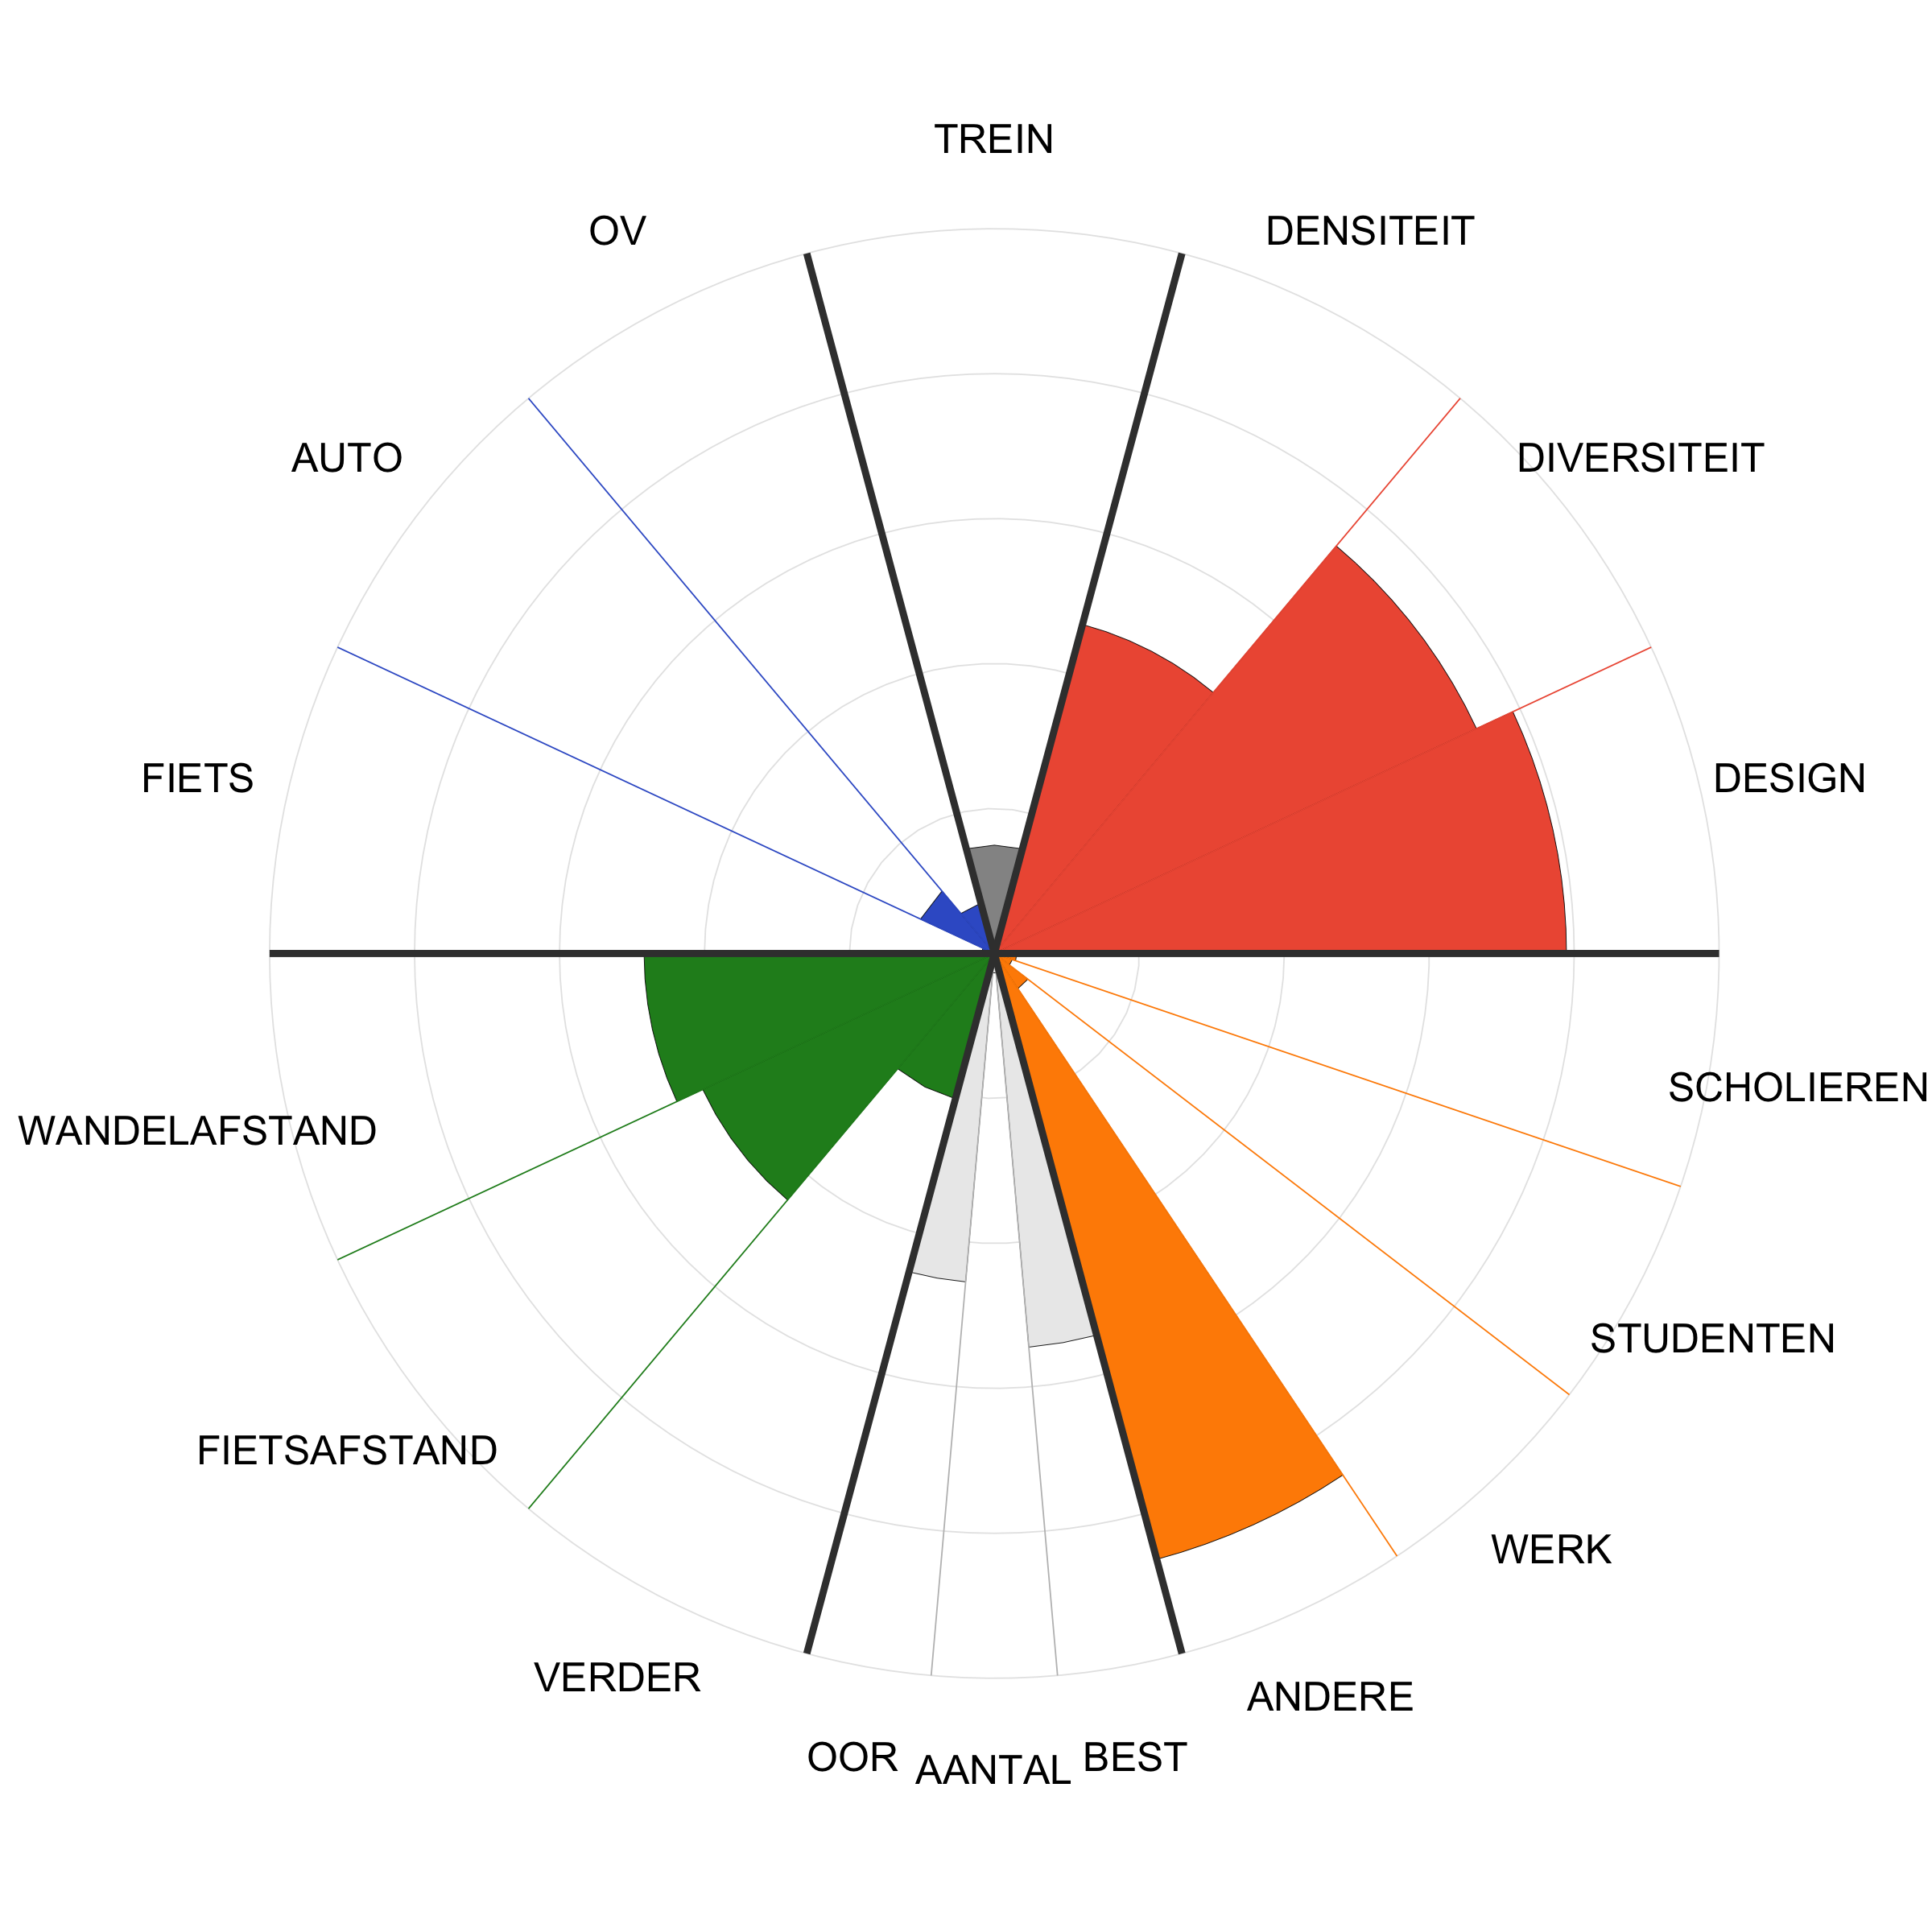 TREIN
OV
DENSITEIT
AUTO
DIVERSITEIT
FIETS
DESIGN
SCHOLIEREN
WANDELAFSTAND
STUDENTEN
FIETSAFSTAND
WERK
VERDER
ANDERE
OOR
AANTAL
BEST